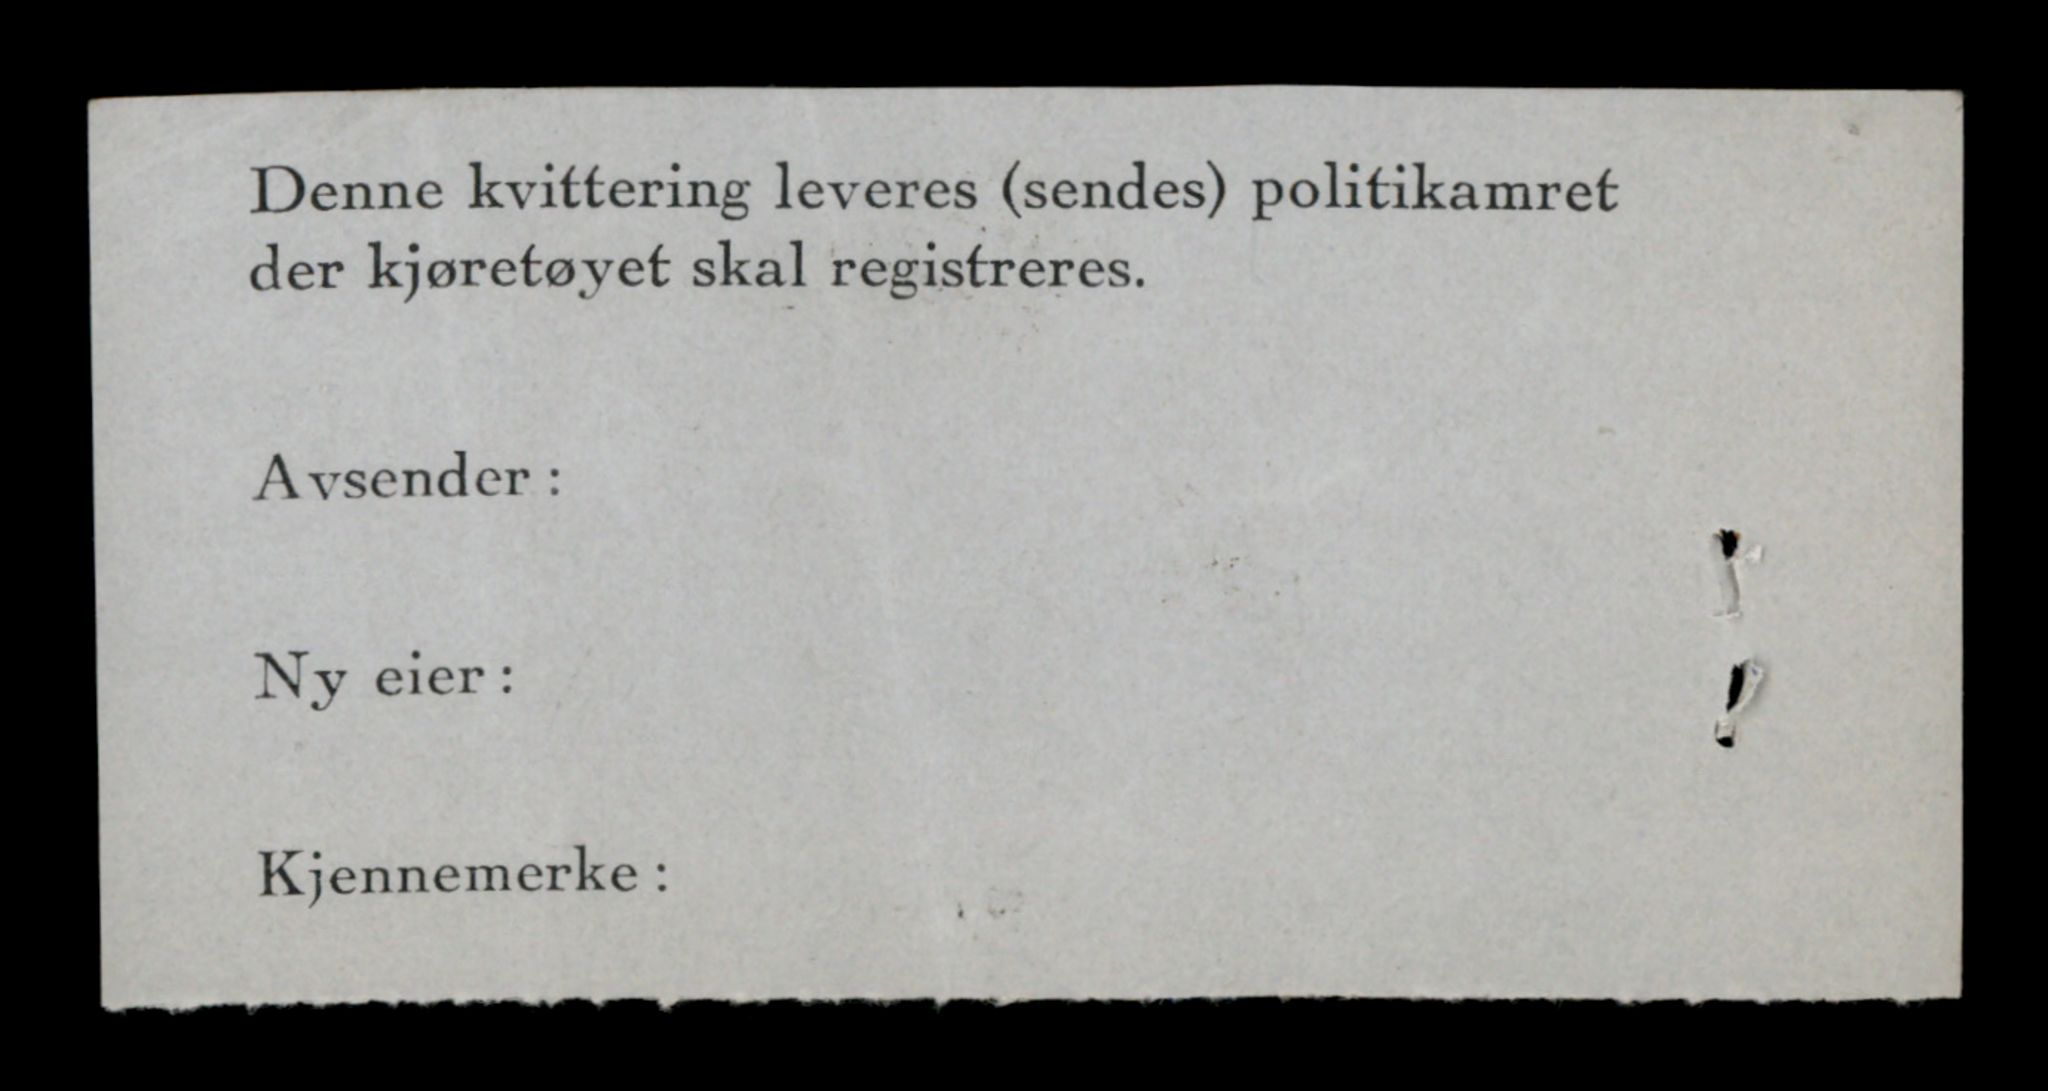 Denne kvittering leveres (sendes) politikamret
der kjøretøyet skal registreres.
Avsender:
Ny eier:
Kjennemerke: